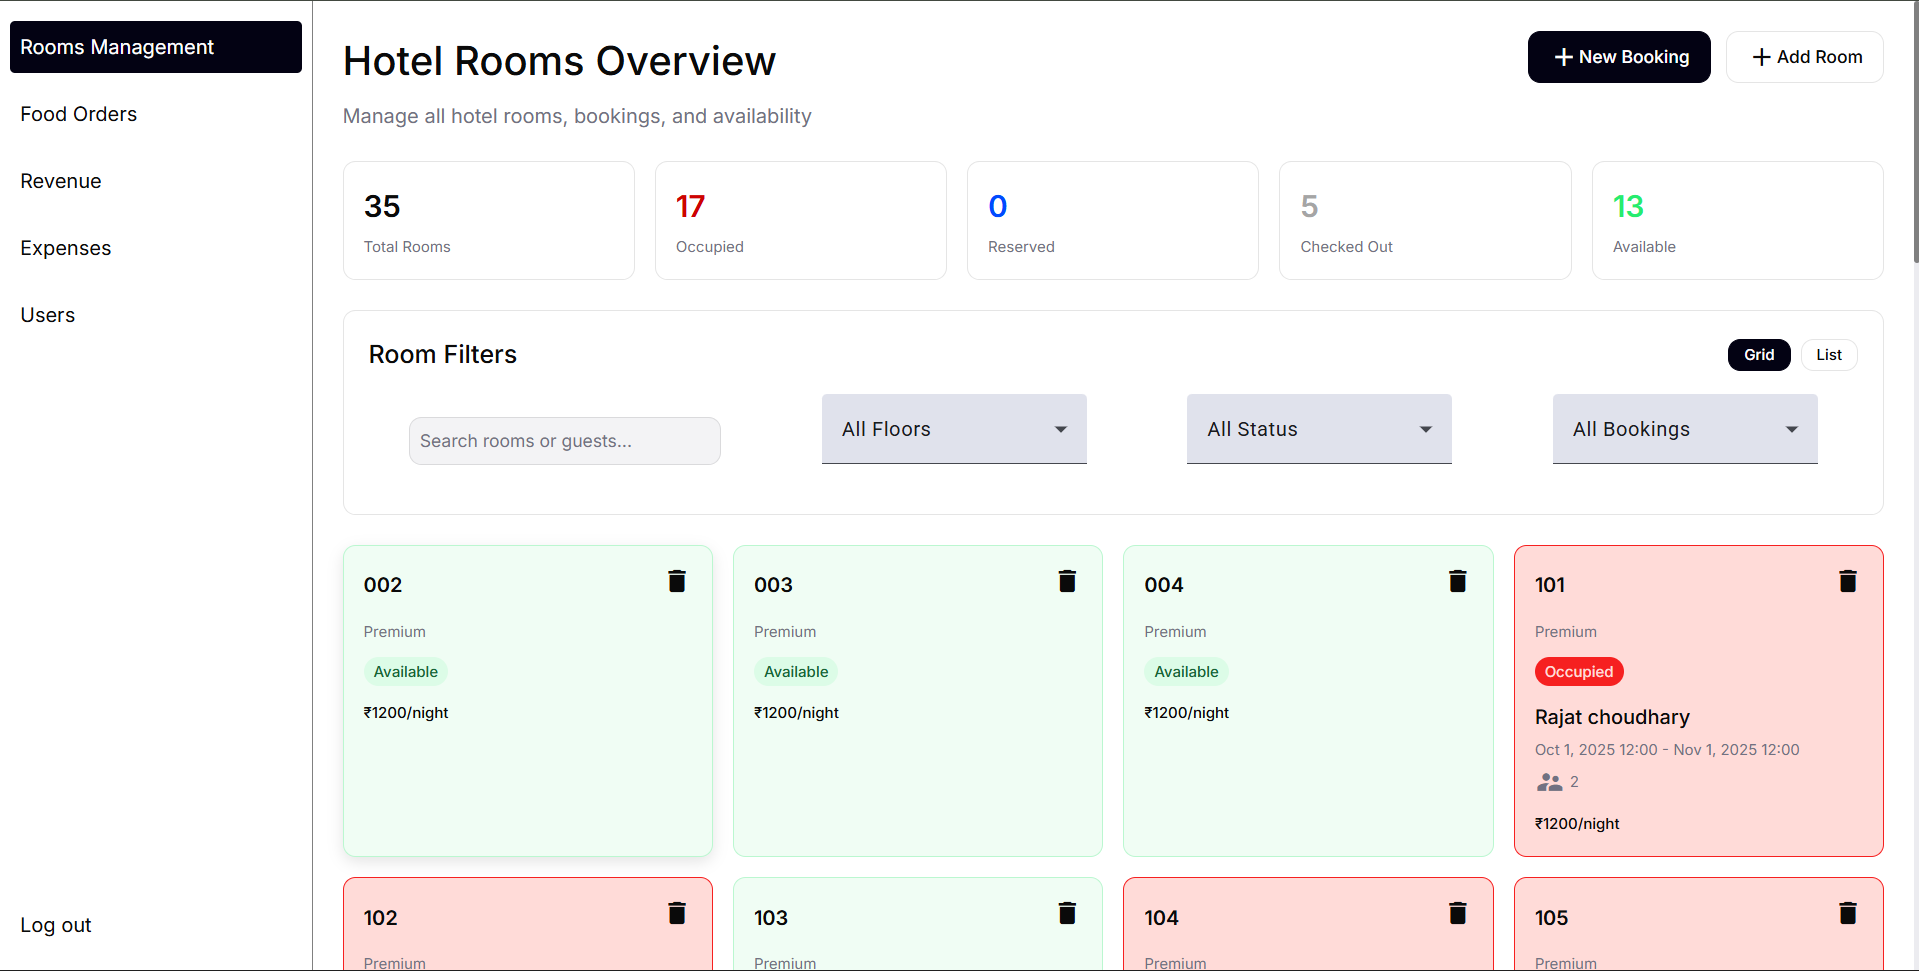 Rooms Management
Food Orders
Revenue
Expenses
Users
Log out
Hotel Rooms Overview
Manage all hotel rooms, bookings, and availability
New Booking
Add Room
35
Total Rooms
17
Occupied
0
Reserved
5
Checked Out
13
Available
Room Filters
Grid
List
Search rooms or guests...
All Floors
All Status
All Bookings
002
Premium
Available
₹1200/night
003
Premium
Available
₹1200/night
004
Premium
Available
₹1200/night
101
Premium
Occupied
Rajat choudhary
Oct 1, 2025 12:00 - Nov 1, 2025 12:00
2
₹1200/night
102
Premium
103
Premium
104
Premium
105
Premium